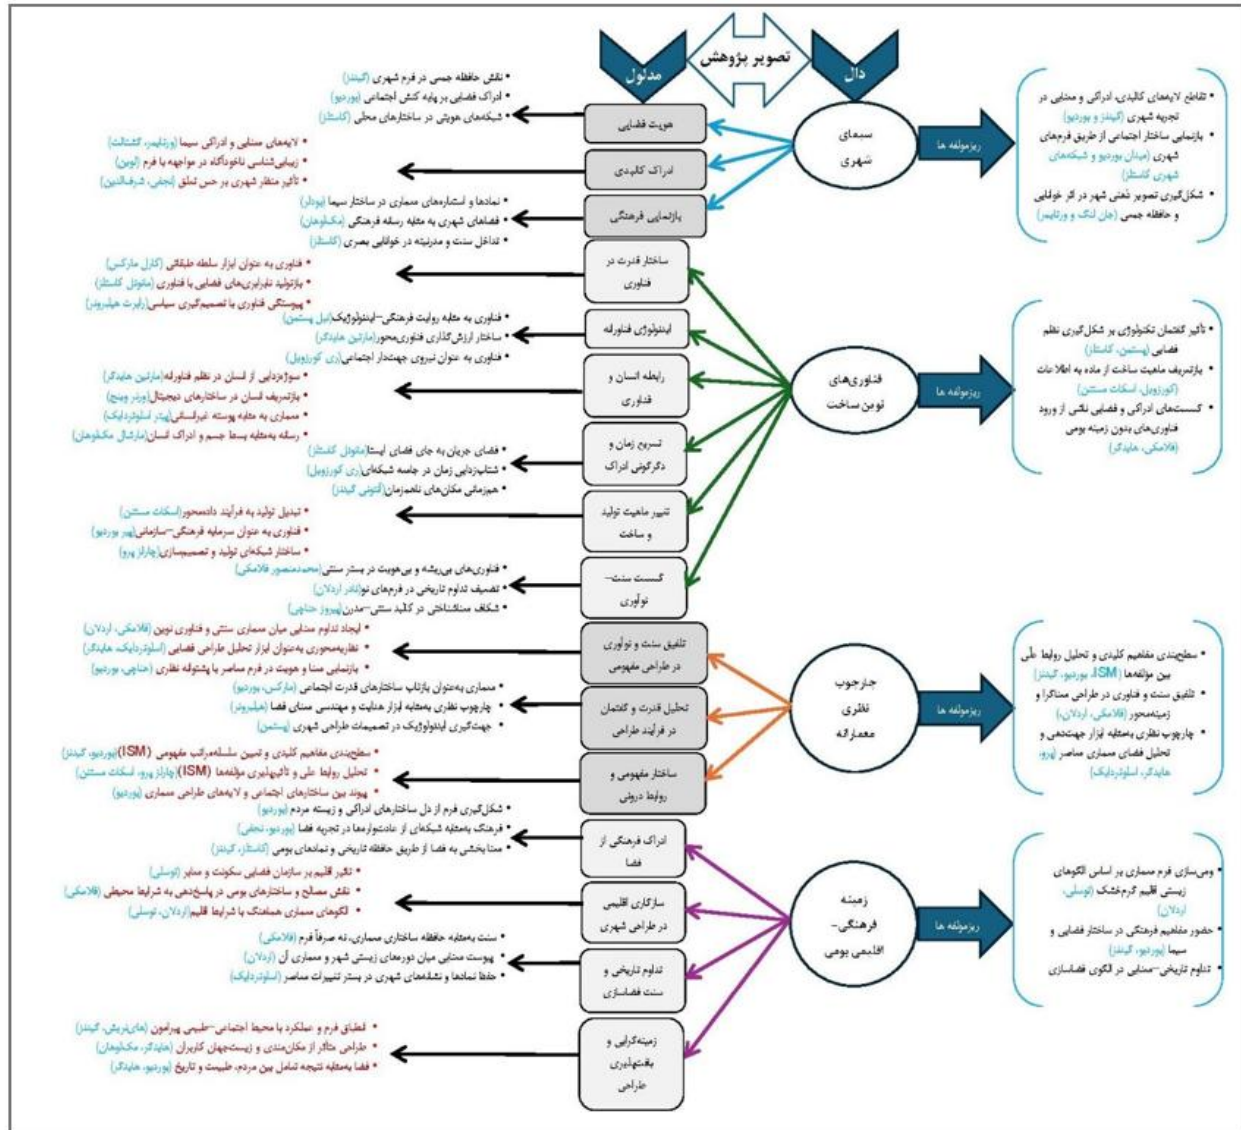 تصویر پژوهش
دال
مدلول
تقاطع لایه‌های کالبدی، ادراکی و معنایی در
تجربه شهری (گیدنز و بوردیو)
بازنمایی ساختار اجتماعی از طریق فرم‌های
شهری (میدان بوردیو و شبکه‌های
شهری کاستلز)
شکل‌گیری تصویر ذهنی شهر در اثر خوانایی
و حافظه جمعی (جان لنگ و ورتایمر)
ریزمولفه ها
سیمای
شهری
هویت فضایی
ادراک کالبدی
بازنمایی فرهنگی
• نقش حافظه جمعی در فرم شهری (گیدنز)
• ادراک فضایی بر پایه کنش اجتماعی (بوردیو)
• شبکه‌های هویتی در ساختارهای محلی (کاستلز)
• لایه‌های معنایی و ادراکی سیما (ورتایمر، گشتالت)
• زیبایی‌شناسی ناخودآگاه در مواجهه با فرم (لوین)
• تأثیر منظر شهری بر حس تعلق (نجفی، شرف‌الدین)
• نمادها و استعاره‌های معماری در ساختار سیما
• فضاهای شهری به مثابه رسانه فرهنگی (مک‌لوهان)
• تداخل سنت و مدرنیته در خوانایی بصری (کاستلز)
• تأثیر گفتمان تکنولوژی بر شکل‌گیری نظم
فضایی (پستمن، کاستلز)
• بازتعریف ماهیت ساخت از ماده به اطلاعات
(کورزویل، اسکات مستتن)
• گسست‌های ادراکی و فضایی ناشی از ورود
فناوری‌های بدون زمینه بومی
(فلامکی، هایدگر)
ریزمولفه ها
فناوری‌های
نوین ساخت
ساختار قدرت در
فناوری
ایدئولوژی فناورانه
رابطه انسان و
فناوری
تسریع زمان و
دگرگونی ادراک
تغییر ماهیت تولید
و ساخت
گسست سنت–
نوآوری
• فناوری به عنوان ابزار سلطه طبقاتی (کارل مارکس)
• بازتولید نابرابری‌های فضایی با فناوری (مانوئل کاستلز)
• پیوستگی فناوری با تصمیم‌گیری سیاسی (رابرت هیلبرونر)
• فناوری به مثابه روایت فرهنگی–ایدئولوژیک(نیل پستمن)
• ساختار ارزش‌گذاری فناوری‌محور(مارتین هایدگر)
• فناوری به عنوان نیروی جهت‌دار اجتماعی(ری کورزویل)
• سوژه‌زدایی از انسان در نظم فناورانه(مارتین هایدگر)
• بازتعریف انسان در ساختارهای دیجیتال(ورنر وینچ)
• معماری به مثابه پوسته غیرانسانی(پیتر اسلوتردایک)
• رسانه به‌مثابه بسط جسم و ادراک انسان(مارشال مک‌لوهان)
• فضای جریان به جای فضای ایستا(مانوئل کاستلز)
• شتاب‌زدایی زمان در جامعه شبکه‌ای(ری کورزویل)
• هم‌زمانی مکان‌های ناهم‌زمان(آنتونی گیدنز)
• تبدیل تولید به فرآیند داده‌محور(اسکات مستتن)
• فناوری به عنوان سرمایه فرهنگی–سازمانی(پیر بوردیو)
• ساختار شبکه‌ای تولید و تصمیم‌سازی(چارلز پرو)
• فناوری‌های بی‌ریشه و بی‌هویت در بستر سنتی(محمدمنصور فلامکی)
• تضعیف تداوم تاریخی در فرم‌های نو(نادر اردلان)
• شکاف معناشناختی در کالبد سنتی–مدرن(پیروز حناچی)
• سطح‌بندی مفاهیم کلیدی و تحلیل روابط علّی
بین مؤلفه‌ها (ISM، بوردیو، گیدنز)
• تلفیق سنت و فناوری در طراحی معناگرا و
زمینه‌محور (فلامکی، اردلان)
• چارچوب نظری به‌مثابه ابزار جهت‌دهی و
تحلیل فضای معماری معاصر (پرو،
هایدگر، اسلوتردایک)
ریزمولفه ها
چارچوب
نظری
معمارانه
تلفیق سنت و نوآوری
در طراحی مفهومی
تحلیل قدرت و گفتمان
در فرآیند طراحی
ساختار مفهومی و
روابط درونی
• ایجاد تداوم معنایی میان معماری سنتی و فناوری نوین (فلامکی، اردلان)
• نظریه‌محوری به‌عنوان ابزار تحلیل طراحی فضایی (اسلوتردایک، هایدگر)
• بازنمایی معنا و هویت در فرم معاصر با پشتوانه نظری (حناچی، بوردیو)
• معماری به‌عنوان بازتاب ساختارهای قدرت اجتماعی (مارکس، بوردیو)
• چارچوب نظری به‌مثابه ابزار هدایت و مهندسی معنای فضا (هیلبرونر)
• جهت‌گیری ایدئولوژیک در تصمیمات طراحی شهری (پستمن)
• سطح‌بندی مفاهیم کلیدی و تعیین سلسله‌مراتب مفهومی (ISM)(بوردیو، گیدنز)
• تحلیل روابط علی و تأثیرپذیری مؤلفه‌ها (ISM)(چارلز پرو، اسکات مستتن)
• پیوند بین ساختارهای اجتماعی و لایه‌های طراحی معماری (بوردیو)
ومی‌سازی فرم معماری بر اساس الگوهای
زیستی اقلیم گرم‌خشک (توسلی،
اردلان)
• حضور مفاهیم فرهنگی در ساختار فضایی و
سیما (بوردیو، گیدنز)
• تداوم تاریخی–معنایی در الگوی فضاسازی
ریزمولفه ها
زمینه
فرهنگی–
اقلیمی بومی
ادراک فرهنگی از
فضا
سازگاری اقلیمی
در طراحی شهری
تداوم تاریخی و
سنت فضاسازی
زمینه‌گرایی و
بافت‌پذیری
طراحی
• شکل‌گیری فرم از دل ساختارهای ادراکی و زیسته مردم (بوردیو)
• فرهنگ به‌مثابه شبکه‌ای از عادت‌واره‌ها در تجربه فضا (بوردیو، نجفی)
• معنابخشی به فضا از طریق حافظه تاریخی و نمادهای بومی (کاستلز، گیدنز)
• تأثیر اقلیم بر سازمان فضایی سکونت و معابر (توسلی)
• نقش مصالح و ساختارهای بومی در پاسخ‌دهی به شرایط محیطی (فلامکی)
• الگوهای معماری هماهنگ با شرایط اقلیم(اردلان، توسلی)
• سنت به‌مثابه حافظه ساختاری معماری، نه صرفاً فرم (فلامکی)
• پیوست معنایی میان دوره‌های زیستی شهر و معماری آن (اردلان)
• حفظ نمادها و نشانه‌های شهری در بستر تغییرات معاصر (اسلوتردایک)
• انطباق فرم و عملکرد با محیط اجتماعی–طبیعی پیرامون (های‌تریش، گیدنز)
• طراحی متأثر از مکان‌مندی و زیست‌جهان کاربران (هایدگر، مک‌لوهان)
• فضا به‌مثابه نتیجه تعامل بین مردم، طبیعت و تاریخ (بوردیو، هایدگر)